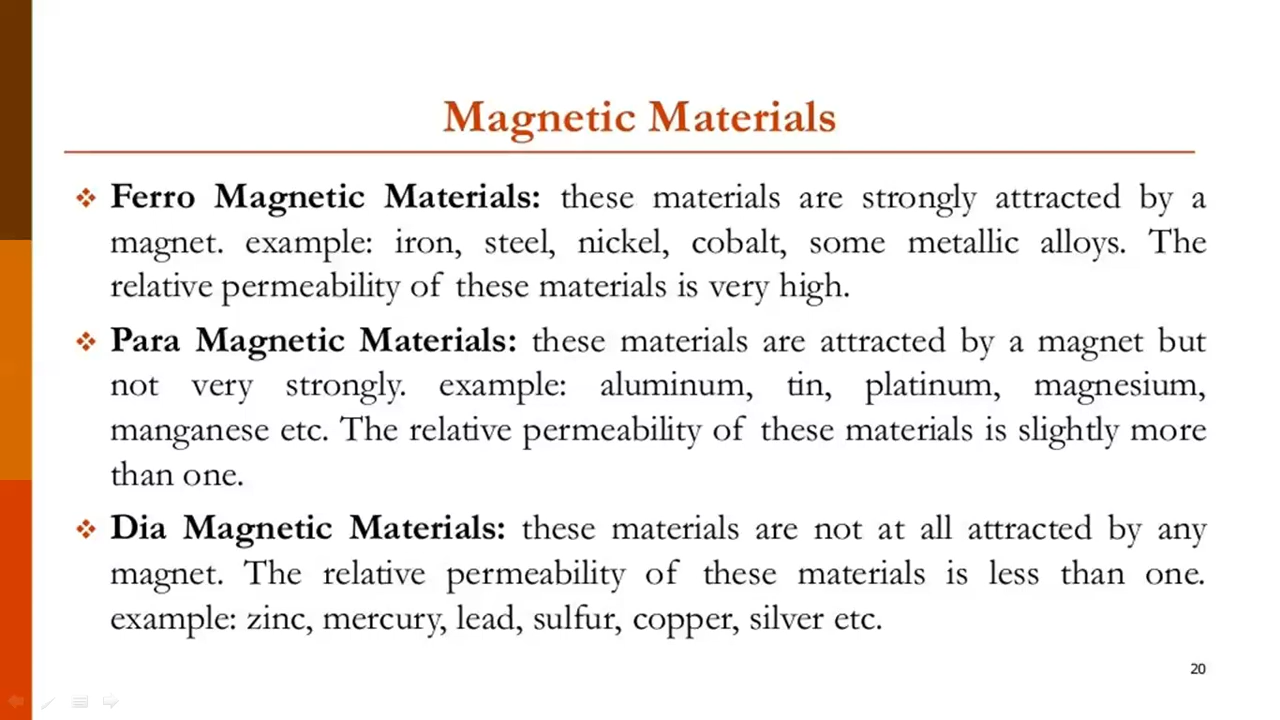 Magnetic Materials
Ferro Magnetic Materials: these materials are strongly attracted by a
magnet. example: iron, steel, nickel, cobalt, some metallic alloys. The
relative permeability of these materials is very high.
Para Magnetic Materials: these materials are attracted by a magnet but
not very strongly. example: aluminum, tin, platinum, magnesium,
manganese etc. The relative permeability of these materials is slightly more
than one.
Dia Magnetic Materials: these materials are not at all attracted by any
magnet. The relative permeability of these materials is less than one.
example: zinc, mercury, lead, sulfur, copper, silver etc.
20